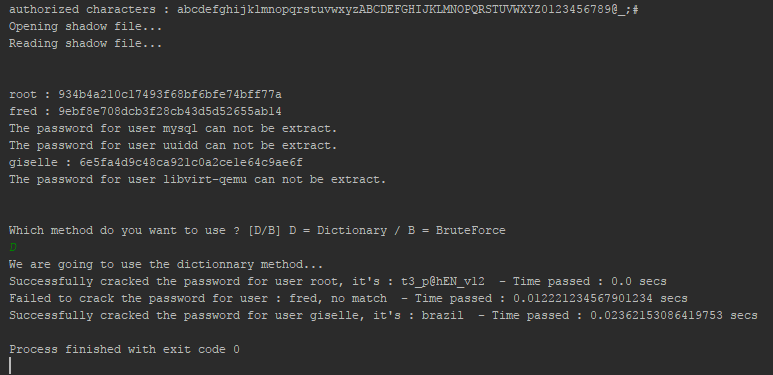 authorized characters : abcdefghijklmnopqrstuvwxyzABCDEFGHIJKLMNOPQRSTUVWXYZ0123456789@_;#
Opening shadow file...
Reading shadow file...
root : 934b4a210c17493f68bf6bfe74bff77a
fred : 9ebf8e708dcb3f28cb43d5d52655ab14
The password for user mysql can not be extract.
The password for user uuidd can not be extract.
giselle : 6e5fa4d9c48ca921c0a2ce1e64c9ae6f
The password for user libvirt-qemu can not be extract.
Which method do you want to use ? [D/B] D = Dictionary / B = BruteForce
D
We are going to use the dictionnary method...
Successfully cracked the password for user root, it's : t3_p@hEN_v12  - Time passed : 0.0 secs
Failed to crack the password for user : fred, no match  - Time passed : 0.012221234567901234 secs
Successfully cracked the password for user giselle, it's : brazil  - Time passed : 0.02362153086419753 secs
Process finished with exit code 0